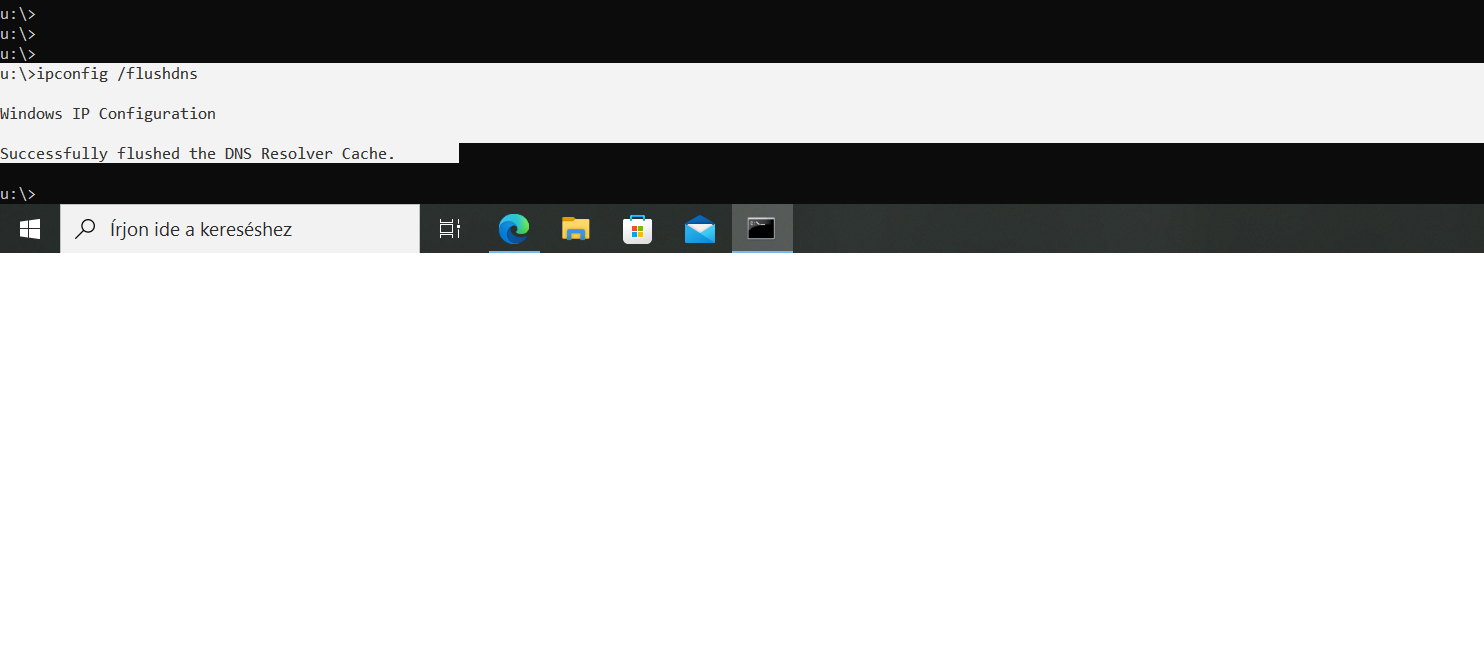 u:\>
u:\>
u:\>
u:\>ipconfig /flushdns
Windows IP Configuration
Successfully flushed the DNS Resolver Cache.
u:\>
Írjon ide a kereséshez